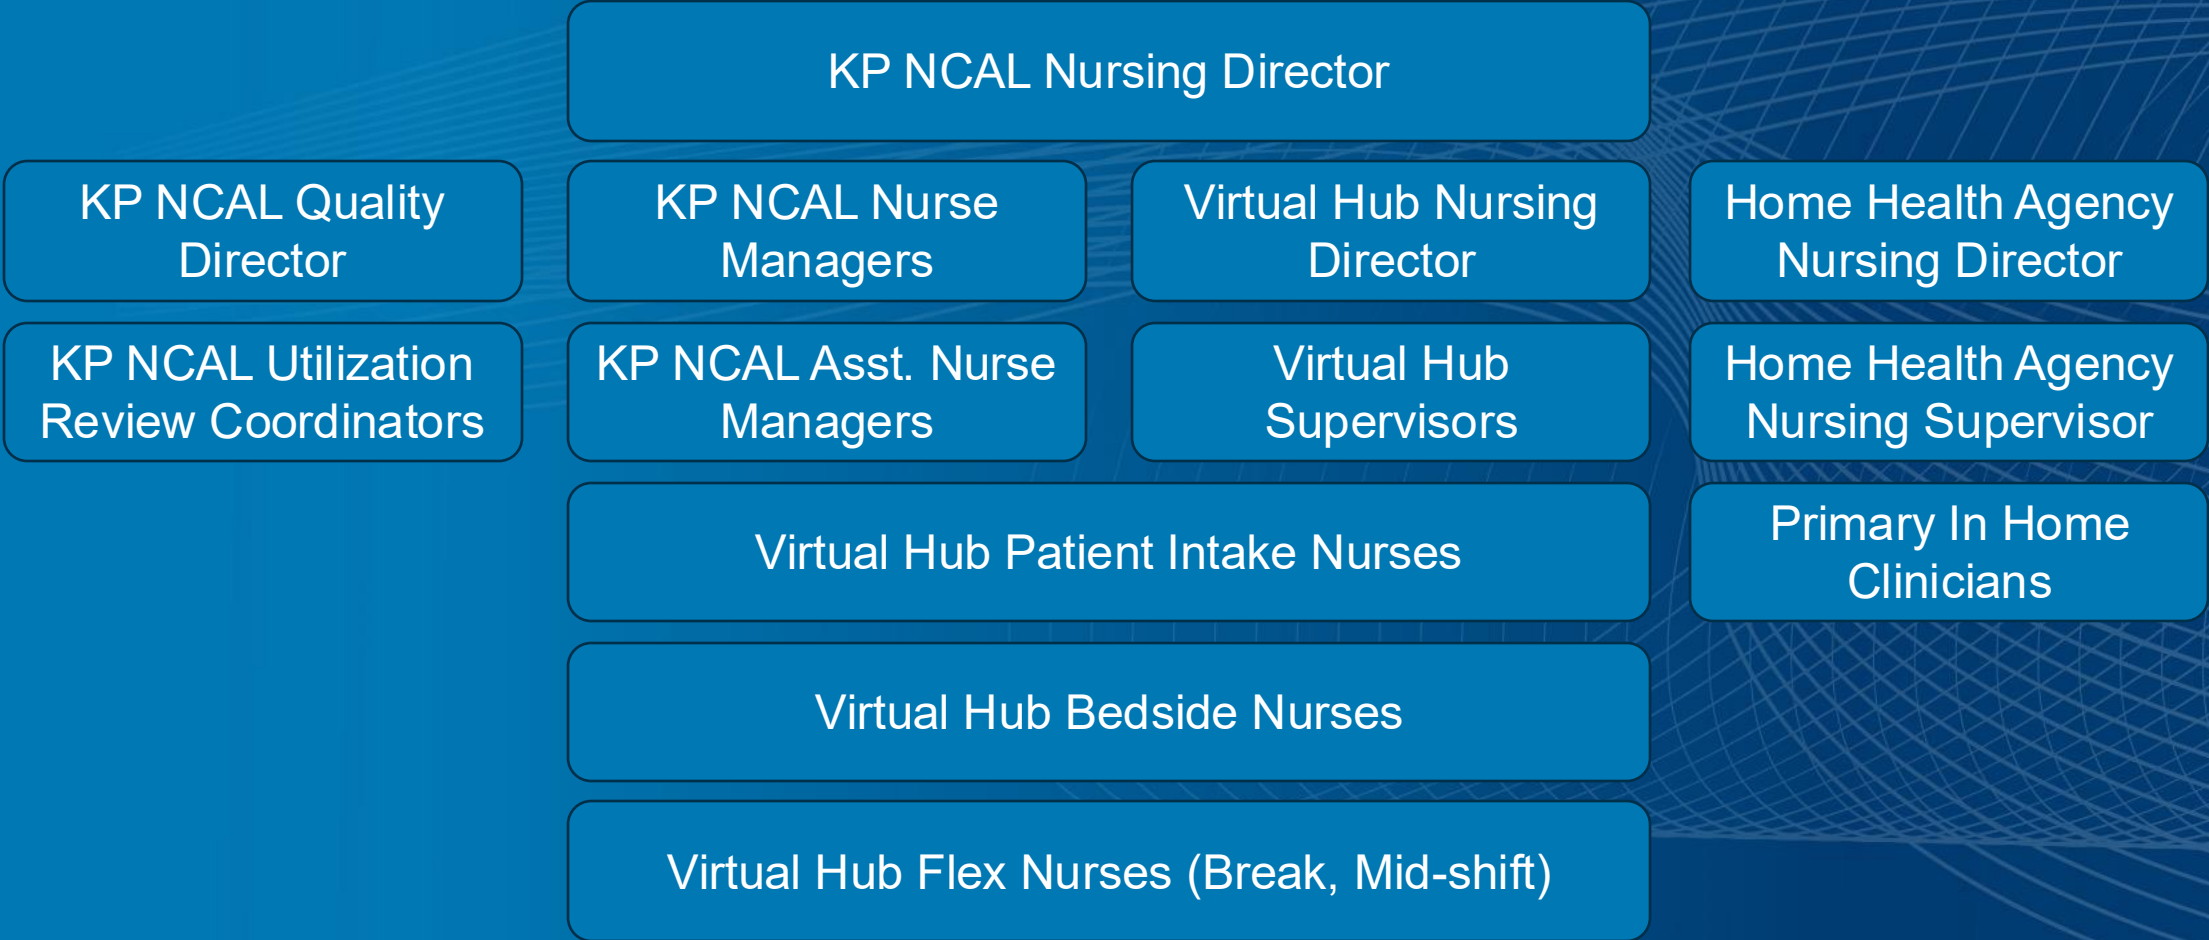 KP NCAL Nursing Director
KP NCAL Quality
Director
KP NCAL Nurse
Managers
Virtual Hub Nursing
Director
Home Health Agency
Nursing Director
KP NCAL Utilization
Review Coordinators
KP NCAL Asst. Nurse
Managers
Virtual Hub
Supervisors
Home Health Agency
Nursing Supervisor
Virtual Hub Patient Intake Nurses
Primary In Home
Clinicians
Virtual Hub Bedside Nurses
Virtual Hub Flex Nurses (Break, Mid-shift)